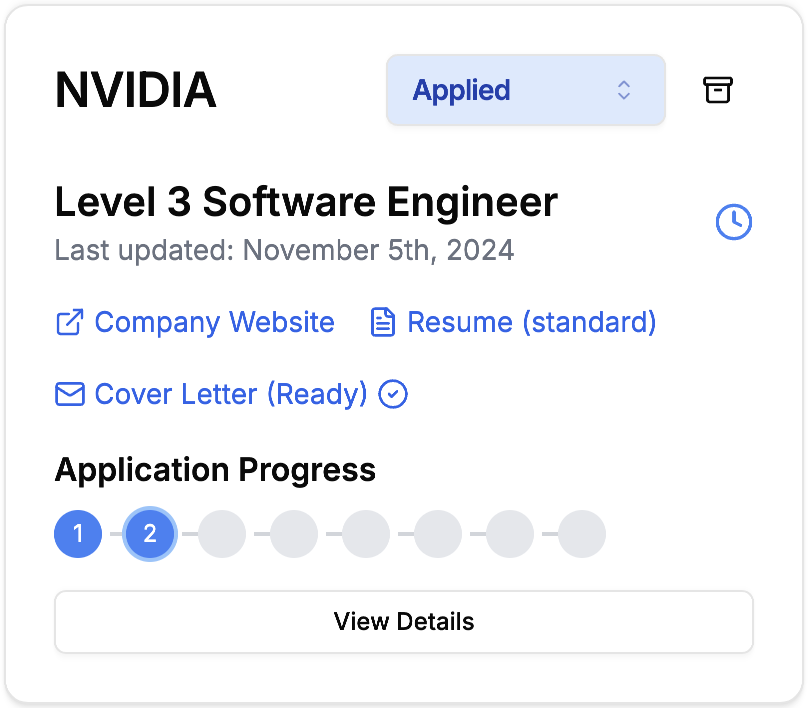 NVIDIA
Applied
Level 3 Software Engineer
Last updated: November 5th, 2024
Company Website Resume (standard)
Cover Letter (Ready)
Application Progress
1 2
View Details